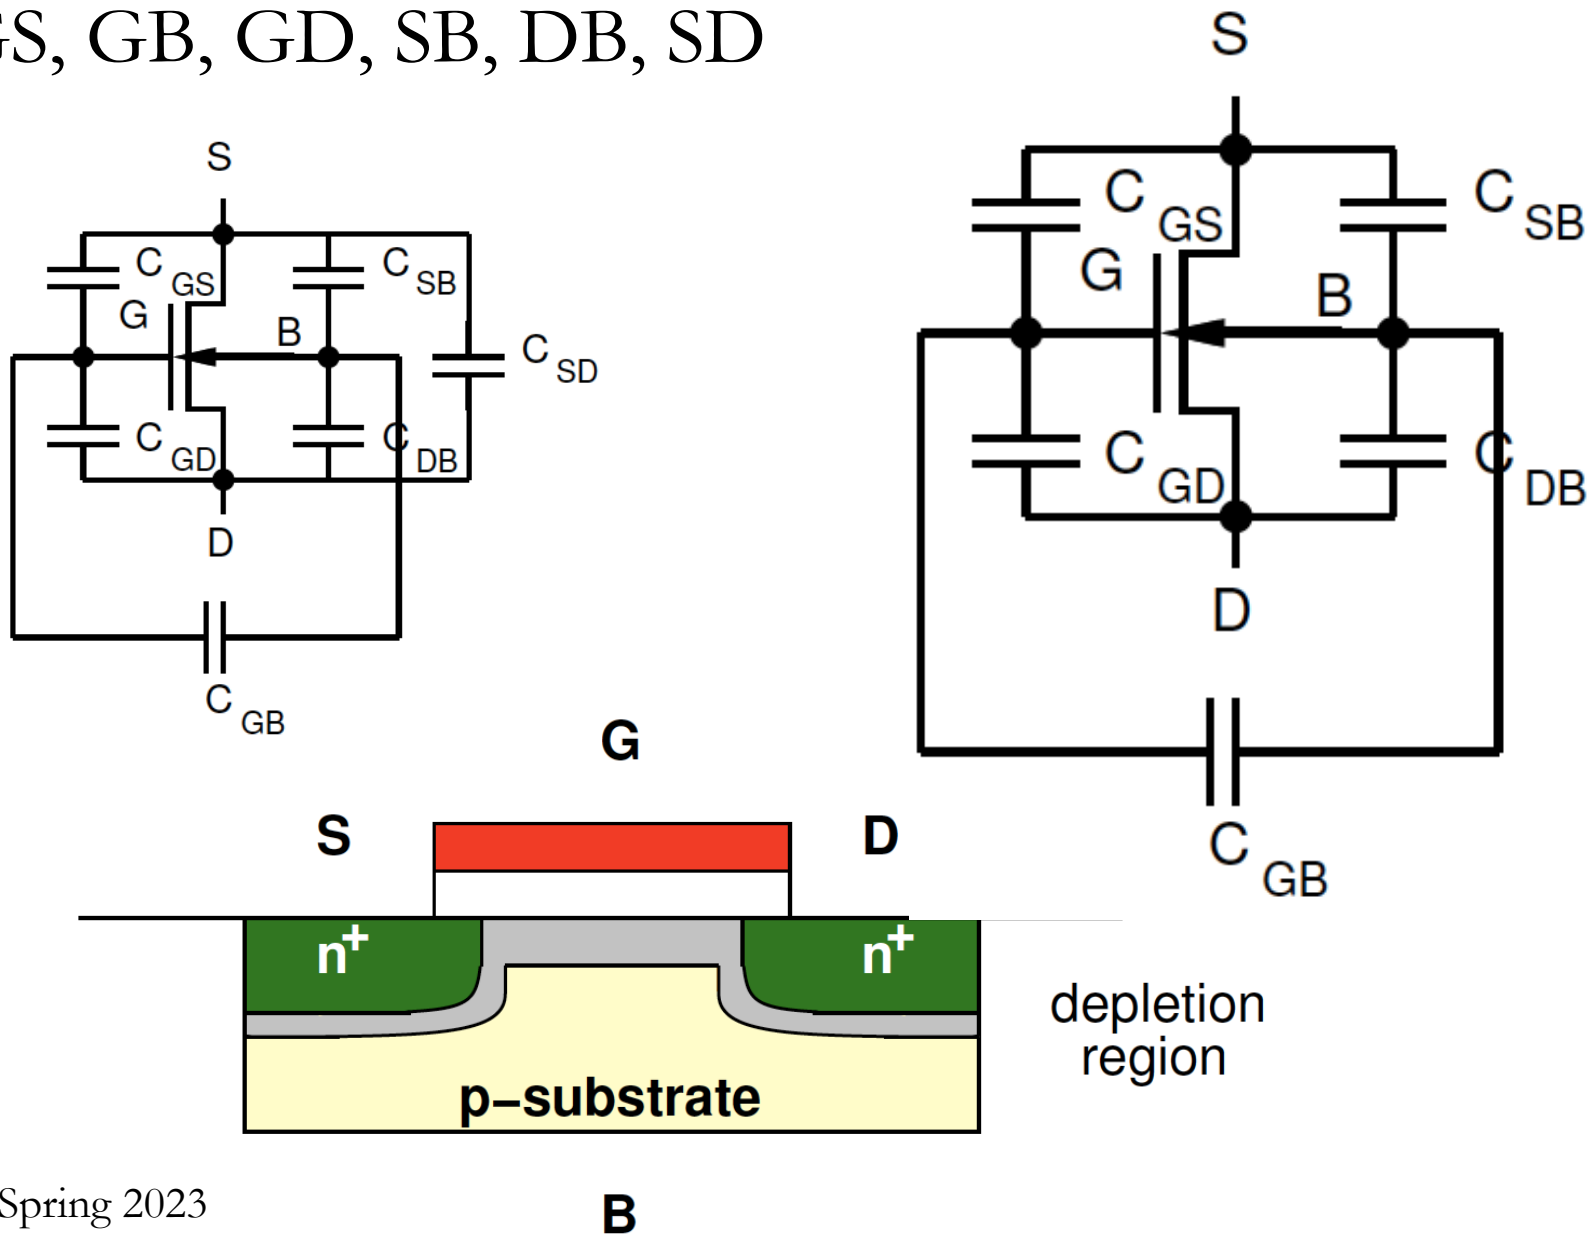 GS, GB, GD, SB, DB, SD
S
C GS
C SB
G
B
C SD
C GD
C DB
D
C GB
S
C GS
C SB
G
B
C GD
C DB
D
C GB
G
S
D
n+
n+
depletion
region
p–substrate
Spring 2023
B